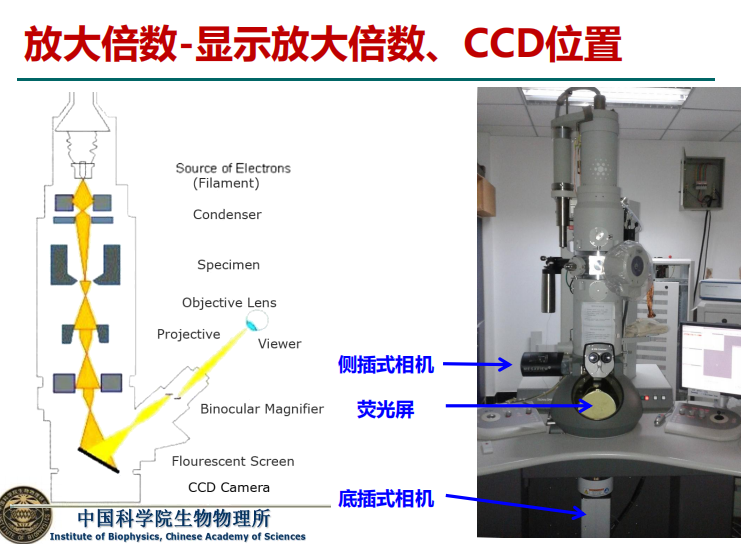 放大倍数-显示放大倍数、CCD位置
Source of Electrons
(Filament)
Condenser
Specimen
Objective Lens
Projective
Viewer
Binocular Magnifier
Flourescent Screen
CCD Camera
侧插式相机
荧光屏
底插式相机
中国科学院生物物理所
Institute of Biophysics, Chinese Academy of Sciences